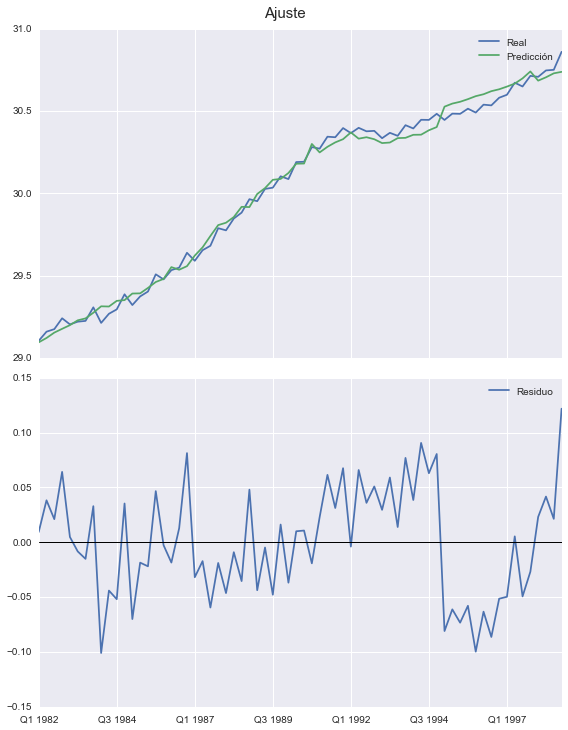 Ajuste
31.0
Real
Predicción
30.5
30.0
29.5
29.0
0.15
Residuo
0.10
0.05
0.00
−0.05
−0.10
−0.15
Q1 1982
Q3 1984
Q1 1987
Q3 1989
Q1 1992
Q3 1994
Q1 1997